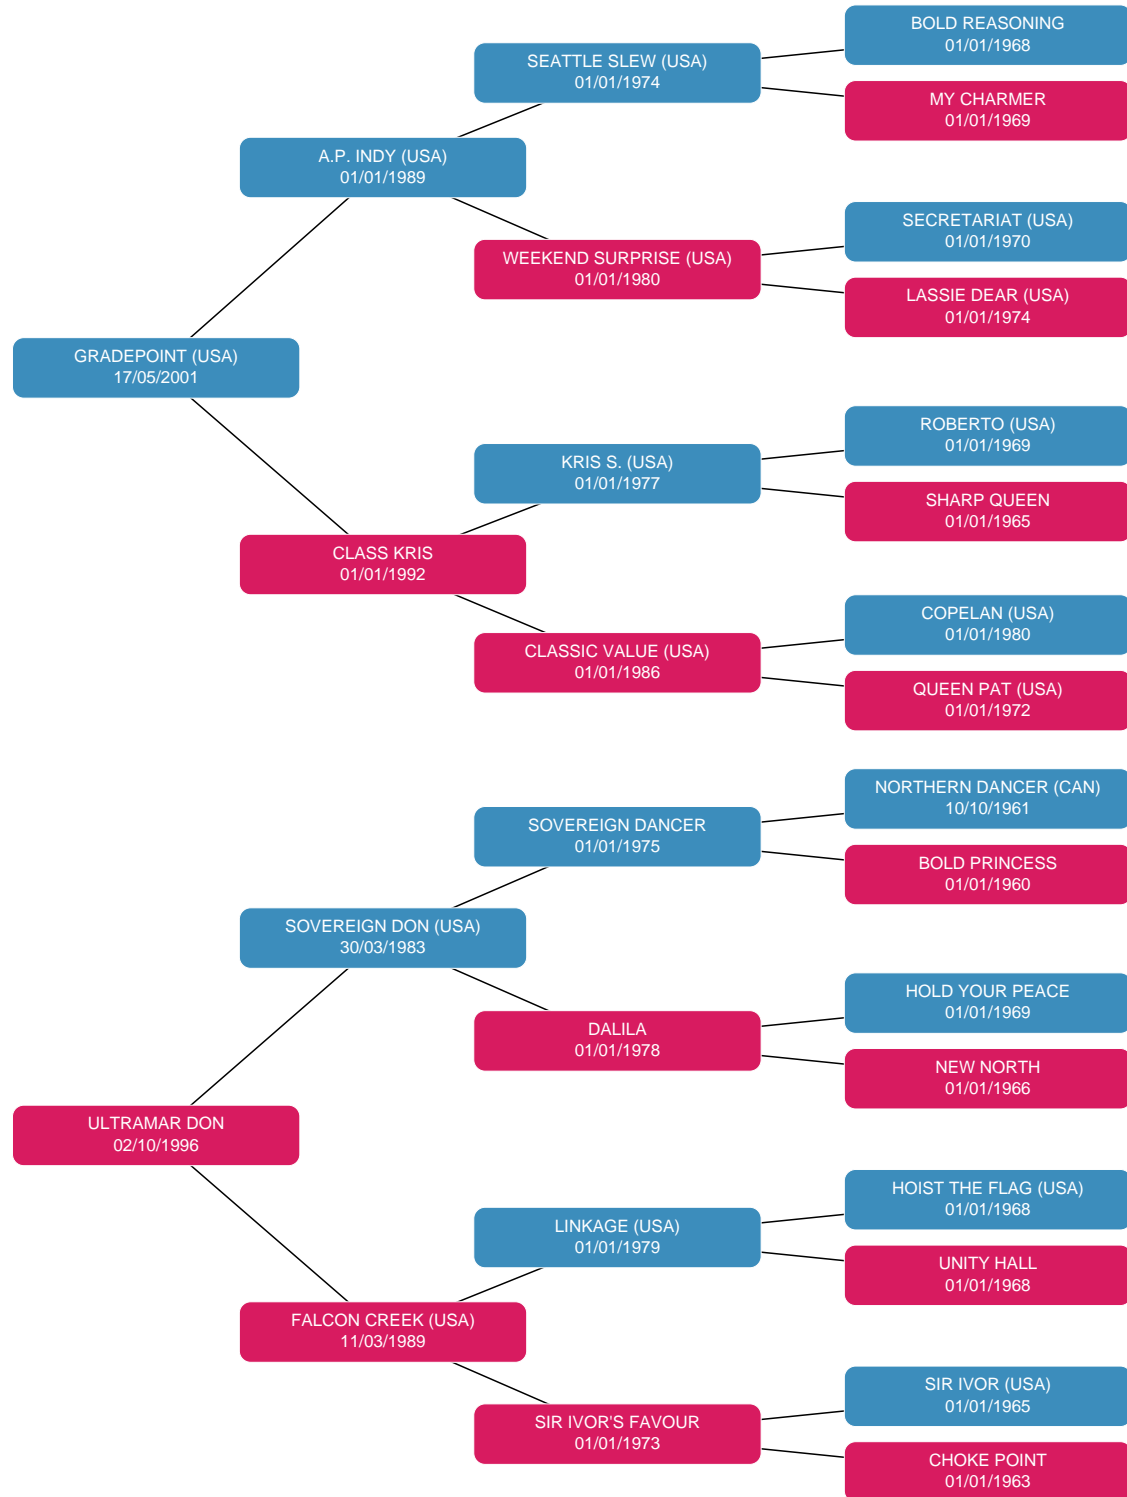 BOLD REASONING
01/01/1968
SEATTLE SLEW (USA)
01/01/1974
MY CHARMER
01/01/1969
A.P. INDY (USA)
01/01/1989
SECRETARIAT (USA)
01/01/1970
WEEKEND SURPRISE (USA)
01/01/1980
LASSIE DEAR (USA)
01/01/1974
GRADEPOINT (USA)
17/05/2001
ROBERTO (USA)
01/01/1969
KRIS S. (USA)
01/01/1977
SHARP QUEEN
01/01/1965
CLASS KRIS
01/01/1992
COPELAN (USA)
01/01/1980
CLASSIC VALUE (USA)
01/01/1986
QUEEN PAT (USA)
01/01/1972
NORTHERN DANCER (CAN)
10/10/1961
SOVEREIGN DANCER
01/01/1975
BOLD PRINCESS
01/01/1960
SOVEREIGN DON (USA)
30/03/1983
HOLD YOUR PEACE
01/01/1969
DALILA
01/01/1978
NEW NORTH
01/01/1966
ULTRAMAR DON
02/10/1996
HOIST THE FLAG (USA)
01/01/1968
LINKAGE (USA)
01/01/1979
UNITY HALL
01/01/1968
FALCON CREEK (USA)
11/03/1989
SIR IVOR (USA)
01/01/1965
SIR IVOR'S FAVOUR
01/01/1973
CHOKE POINT
01/01/1963